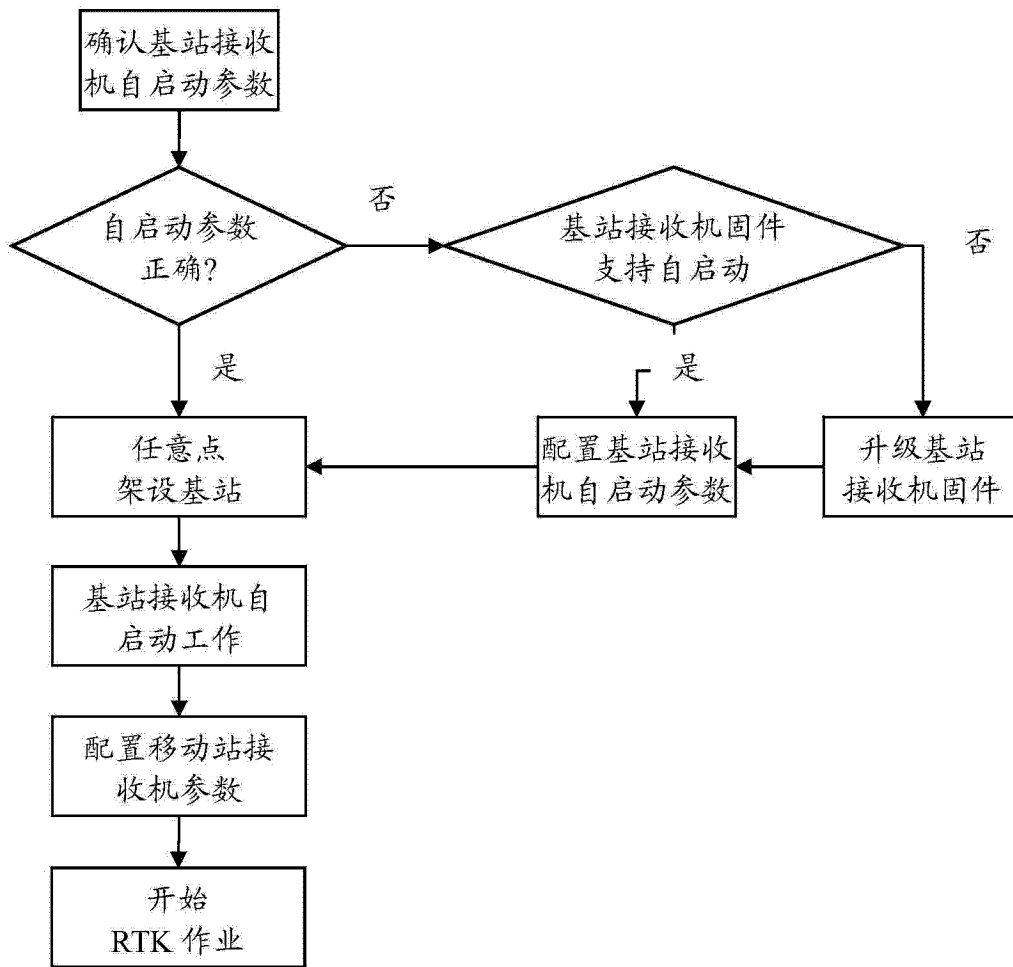 确认基站接收
机自启动参数
自启动参数
正确?
否
基站接收机固件
支持自启动
否
是
是
任意点
架设基站
配置基站接收
机自启动参数
升级基站
接收机固件
基站接收机自
启动工作
配置移动站接
收机参数
开始
RTK 作业